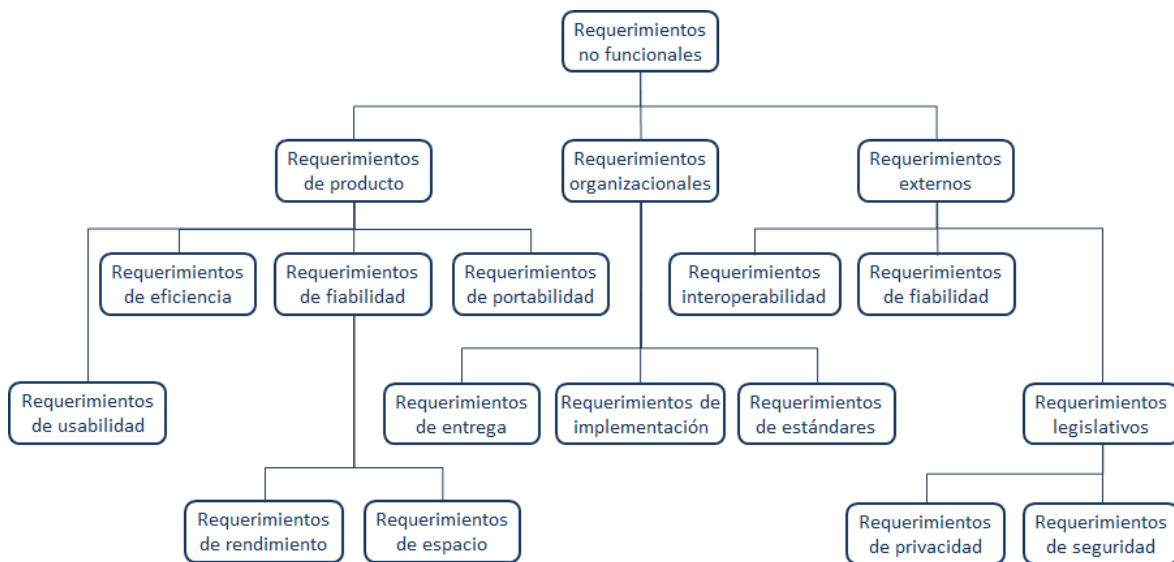 Requerimientos
no funcionales
Requerimientos
de producto
Requerimientos
organizacionales
Requerimientos
externos
Requerimientos
de eficiencia
Requerimientos
de fiabilidad
Requerimientos
de portabilidad
Requerimientos
interoperabilidad
Requerimientos
de fiabilidad
Requerimientos
de usabilidad
Requerimientos
de entrega
Requerimientos de
implementación
Requerimientos
de estándares
Requerimientos
legislativos
Requerimientos
de rendimiento
Requerimientos
de espacio
Requerimientos
de privacidad
Requerimientos
de seguridad